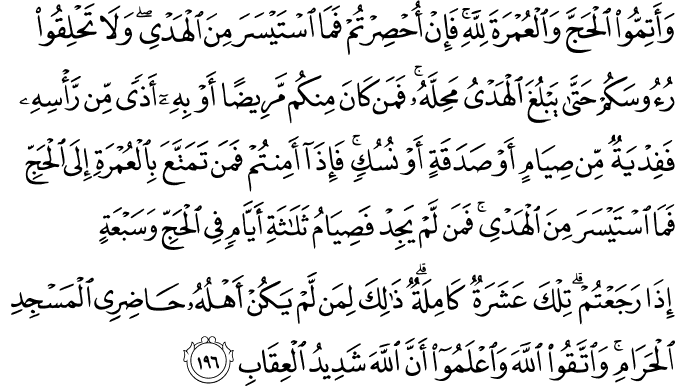 وَأَتِمُّوا۟ ٱلْحَجَّ وَٱلْعُمْرَةَ لِلَّهِ ۚ فَإِنْ أُحْصِرْتُمْ فَمَا ٱسْتَيْسَرَ مِنَ ٱلْهَدْىِ ۖ وَلَا تَحْلِقُوا۟
رُءُوسَكُمْ حَتَّىٰ يَبْلُغَ ٱلْهَدْىُ مَحِلَّهُۥ ۚ فَمَن كَانَ مِنكُم مَّرِيضًا أَوْ بِهِۦٓ أَذًى مِّن رَّأْسِهِۦ
فَفِدْيَةٌ مِّن صِيَامٍ أَوْ صَدَقَةٍ أَوْ نُسُكٍ ۚ فَإِذَآ أَمِنتُمْ فَمَن تَمَتَّعَ بِٱلْعُمْرَةِ إِلَى ٱلْحَجِّ
فَمَا ٱسْتَيْسَرَ مِنَ ٱلْهَدْىِ ۚ فَمَن لَّمْ يَجِدْ فَصِيَامُ ثَلَٰثَةِ أَيَّامٍ فِى ٱلْحَجِّ وَسَبْعَةٍ
إِذَا رَجَعْتُمْ ۗ تِلْكَ عَشَرَةٌ كَامِلَةٌ ۗ ذَٰلِكَ لِمَن لَّمْ يَكُنْ أَهْلُهُۥ حَاضِرِى ٱلْمَسْجِدِ
ٱلْحَرَامِ ۚ وَٱتَّقُوا۟ ٱللَّهَ وَٱعْلَمُوٓا۟ أَنَّ ٱللَّهَ شَدِيدُ ٱلْعِقَابِ ١٩٦